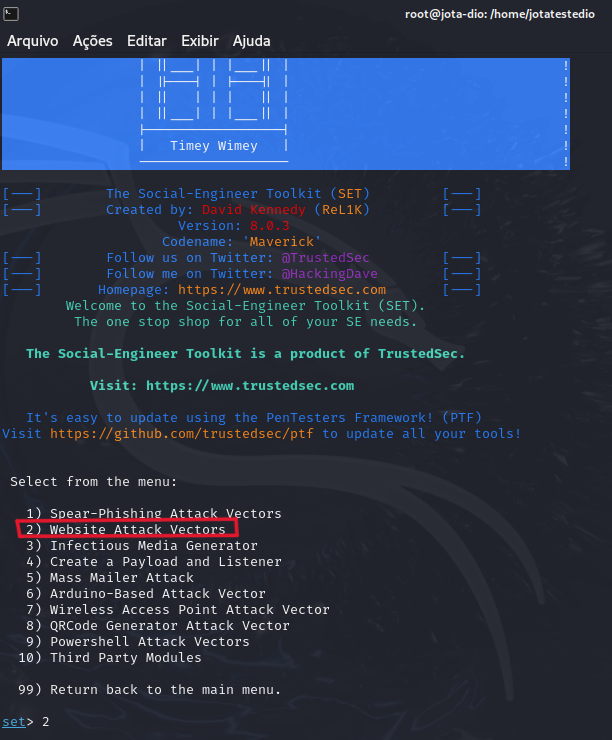 root@jota-dio: /home/jotatestedio
Arquivo Ações Editar Exibir Ajuda
Timey Wimey
[---] The Social-Engineer Toolkit (SET) [---]
[---] Created by: David Kennedy (ReL1K) [---]
Version: 8.0.3
Codename: 'Maverick'
[---] Follow us on Twitter: @TrustedSec [---]
[---] Follow me on Twitter: @HackingDave [---]
[---] Homepage: https://www.trustedsec.com [---]
Welcome to the Social-Engineer Toolkit (SET).
The one stop shop for all of your SE needs.
The Social-Engineer Toolkit is a product of TrustedSec.
Visit: https://www.trustedsec.com
It's easy to update using the PenTesters Framework! (PTF)
Visit https://github.com/trustedsec/ptf to update all your tools!
Select from the menu:
1) Spear-Phishing Attack Vectors
2) Website Attack Vectors
3) Infectious Media Generator
4) Create a Payload and Listener
5) Mass Mailer Attack
6) Arduino-Based Attack Vector
7) Wireless Access Point Attack Vector
8) QRCode Generator Attack Vector
9) Powershell Attack Vectors
10) Third Party Modules
99) Return back to the main menu.
set> 2